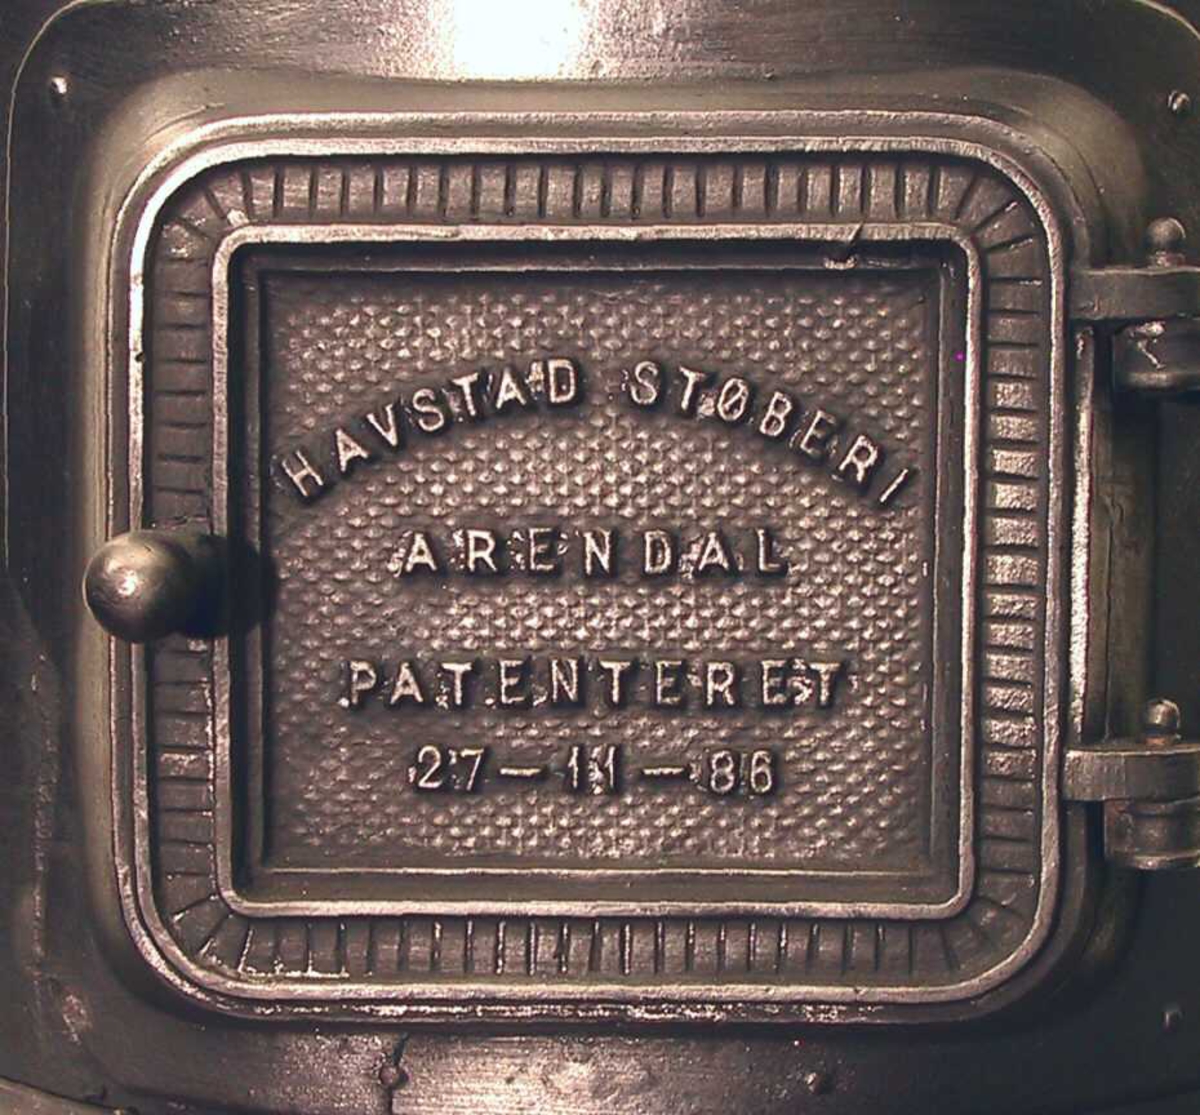 HAVSTAD STØBERI
ARENDAL
PATENTERET
27 — 11 — 86